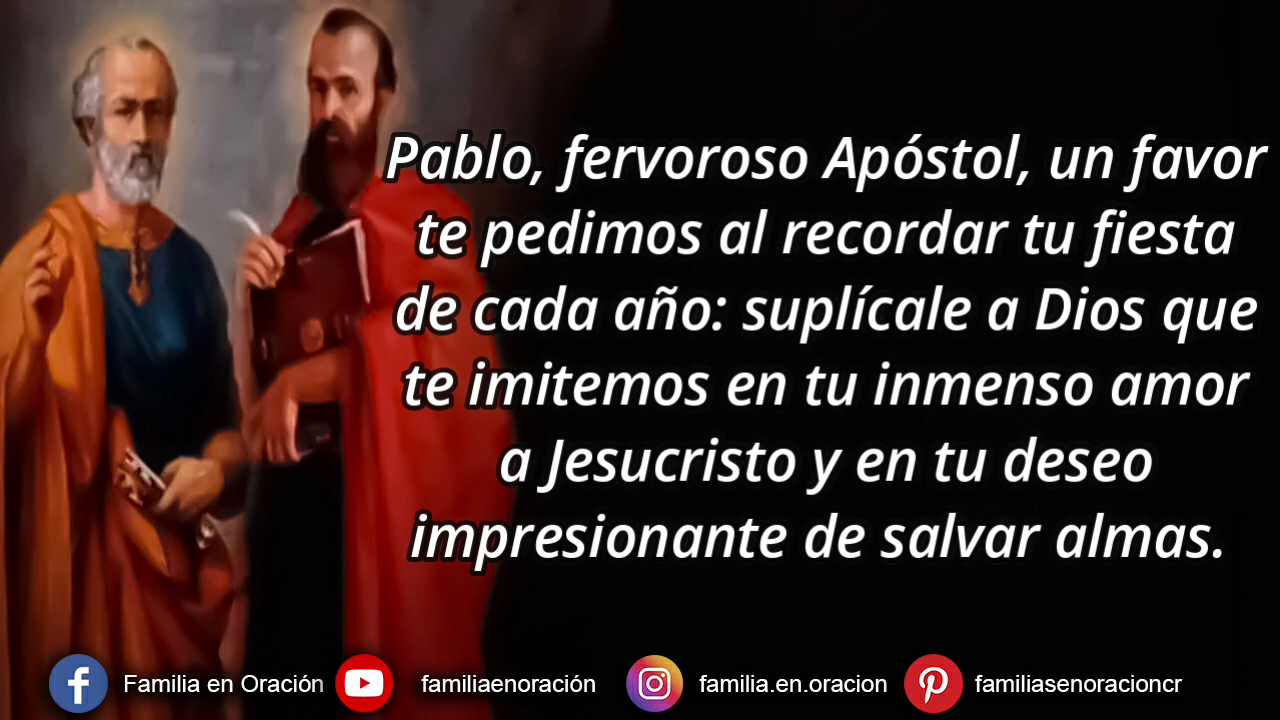 Pablo, fervoroso Apóstol, un favor
te pedimos al recordar tu fiesta
de cada año: suplícale a Dios que
te imitemos en tu inmenso amor
a Jesucristo y en tu deseo
impresionante de salvar almas.
Familia en Oración
familiaenoración
familia.en.oracion
familiasenoracioncr